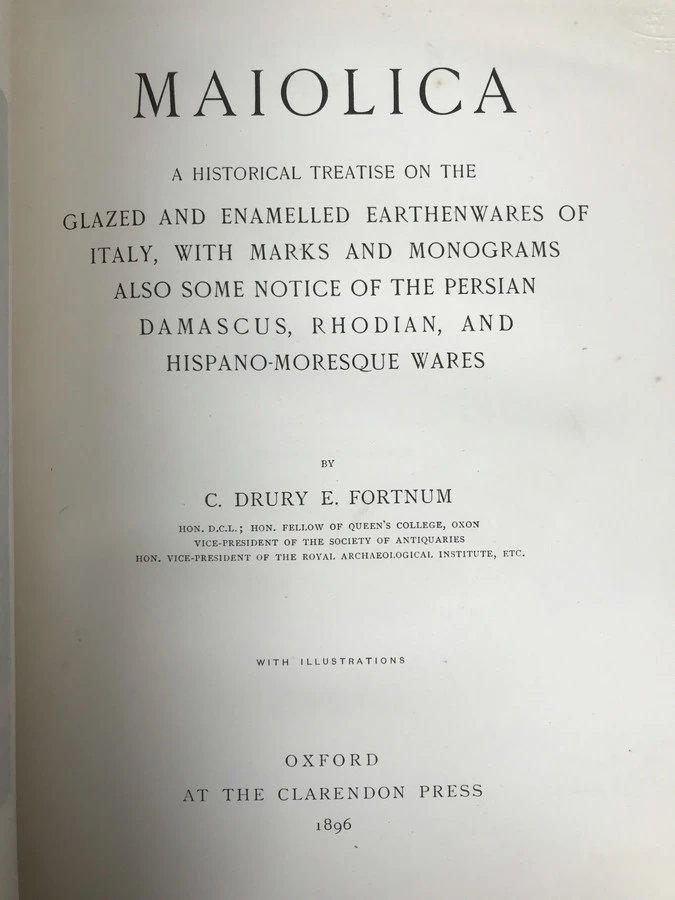 MAIOLICA
A HISTORICAL TREATISE ON THE
GLAZED AND ENAMELLED EARTHENWARES OF
ITALY, WITH MARKS AND MONOGRAMS
ALSO SOME NOTICE OF THE PERSIAN
DAMASCUS, RHODIAN, AND
HISPANO-MORESQUE WARES
BY
C. DRURY E. FORTNUM
HON. D.C.L.; HON. FELLOW OF QUEEN'S COLLEGE, OXON
VICE-PRESIDENT OF THE SOCIETY OF ANTIQUARIES
HON. VICE-PRESIDENT OF THE ROYAL ARCHAEOLOGICAL INSTITUTE, ETC.
WITH ILLUSTRATIONS
OXFORD
AT THE CLARENDON PRESS
1896